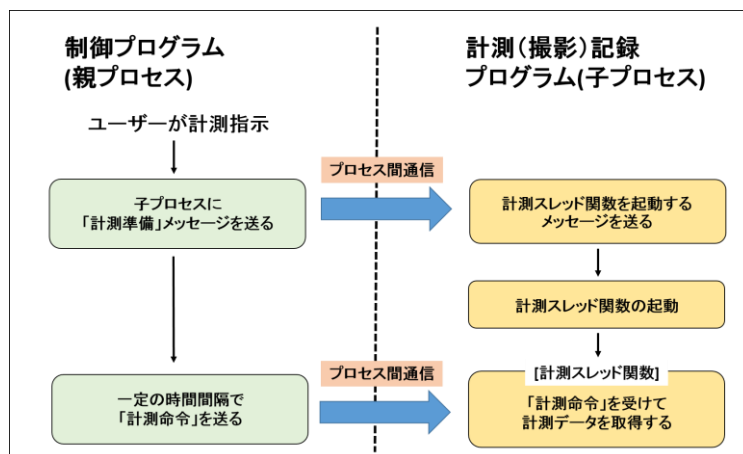 制御プログラム
(親プロセス)
計測（撮影）記録
プログラム(子プロセス)
ユーザーが計測指示
プロセス間通信
子プロセスに
「計測準備」メッセージを送る
計測スレッド関数を起動する
メッセージを送る
計測スレッド関数の起動
プロセス間通信
一定の時間間隔で
「計測命令」を送る
[計測スレッド関数]
「計測命令」を受けて
計測データを取得する